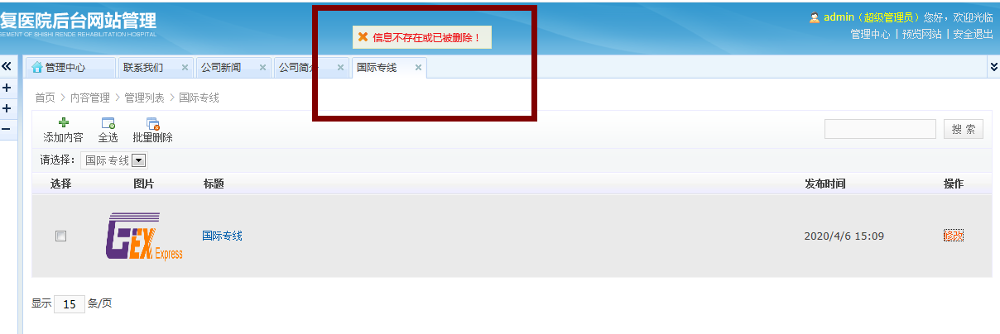 复医院后台网站管理
SEMENT OF SHISHI RENDE REHABILITATION HOSPITAL
信息不存在或已被删除！
admin（超级管理员）您好，欢迎光临
管理中心 | 预览网站 | 安全退出
管理中心 联系我们 公司新闻 公司简介 国际专线
首页 > 内容管理 > 管理列表 > 国际专线
添加内容 全选 批量删除
搜 索
请选择： 国际专线
选择 图片 标题 发布时间 操作
GEX Express 国际专线 2020/4/6 15:09 修改
显示 15 条/页